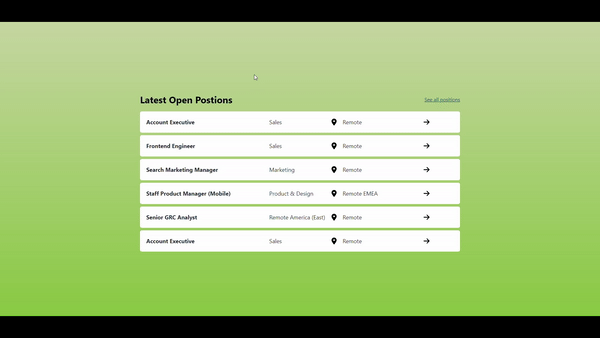 Latest Open Postions See all positions
Account Executive Sales Remote
Frontend Engineer Sales Remote
Search Marketing Manager Marketing Remote
Staff Product Manager (Mobile) Product & Design Remote EMEA
Senior GRC Analyst Remote America (East) Remote
Account Executive Sales Remote